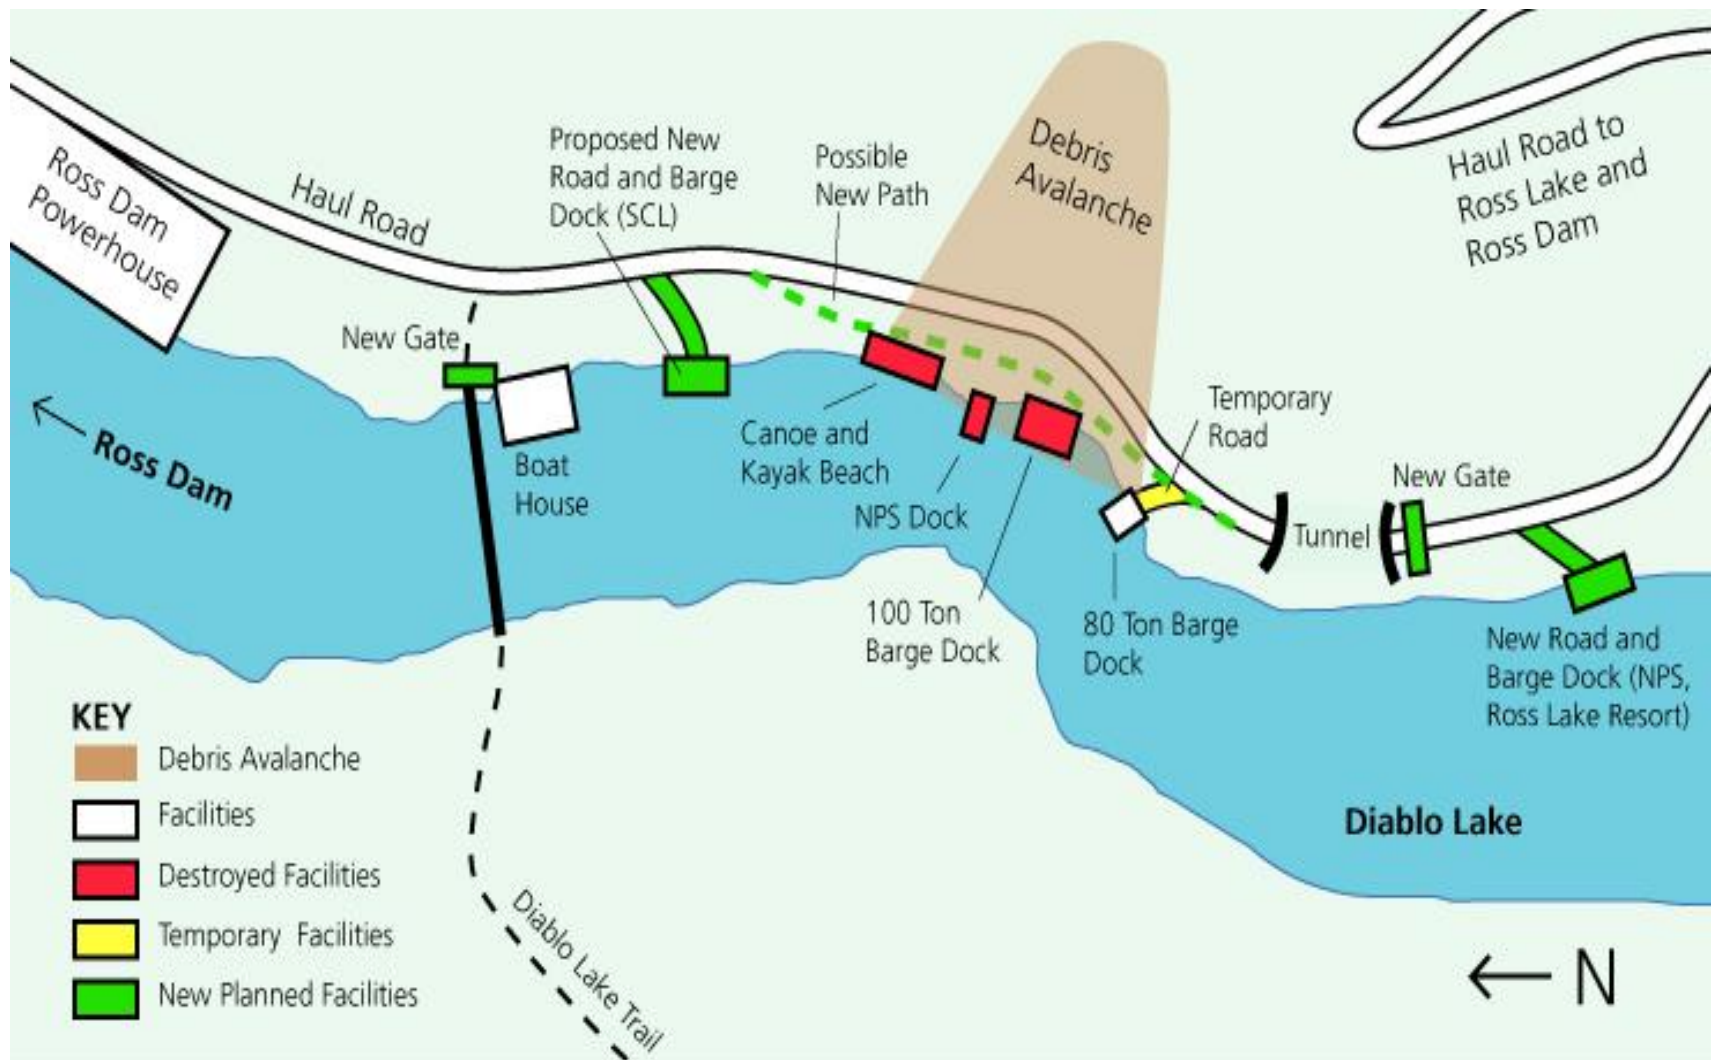 Ross Dam
Powerhouse
Haul Road
Proposed New
Road and Barge
Dock (SCL)
Possible
New Path
Debris
Avalanche
Haul Road to
Ross Lake and
Ross Dam
New Gate
Ross Dam
Boat
House
Canoe and
Kayak Beach
NPS Dock
100 Ton
Barge Dock
80 Ton Barge
Dock
Temporary
Road
New Gate
Tunnel
New Road and
Barge Dock (NPS,
Ross Lake Resort)
Diablo Lake
KEY
Debris Avalanche
Facilities
Destroyed Facilities
Temporary Facilities
New Planned Facilities
Diablo Lake Trail
N